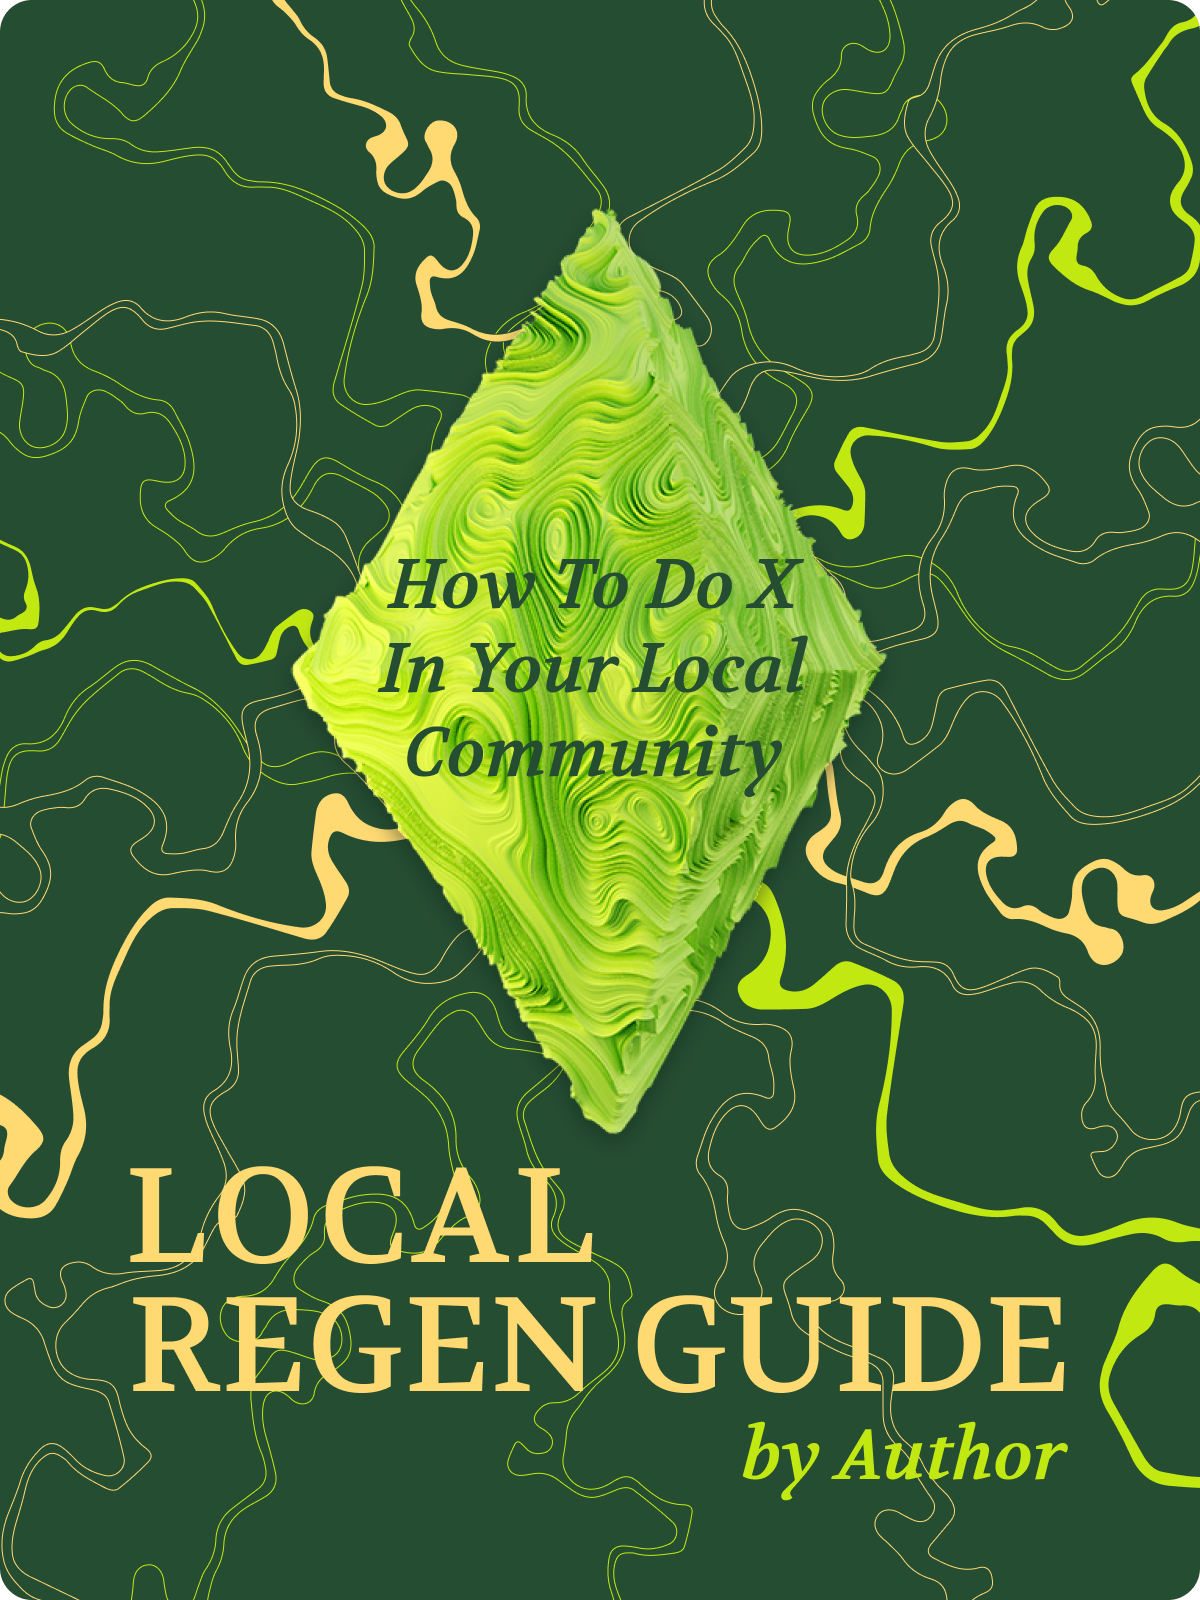 How To Do X
In Your Local
Community
LOCAL
REGEN GUIDE
by Author